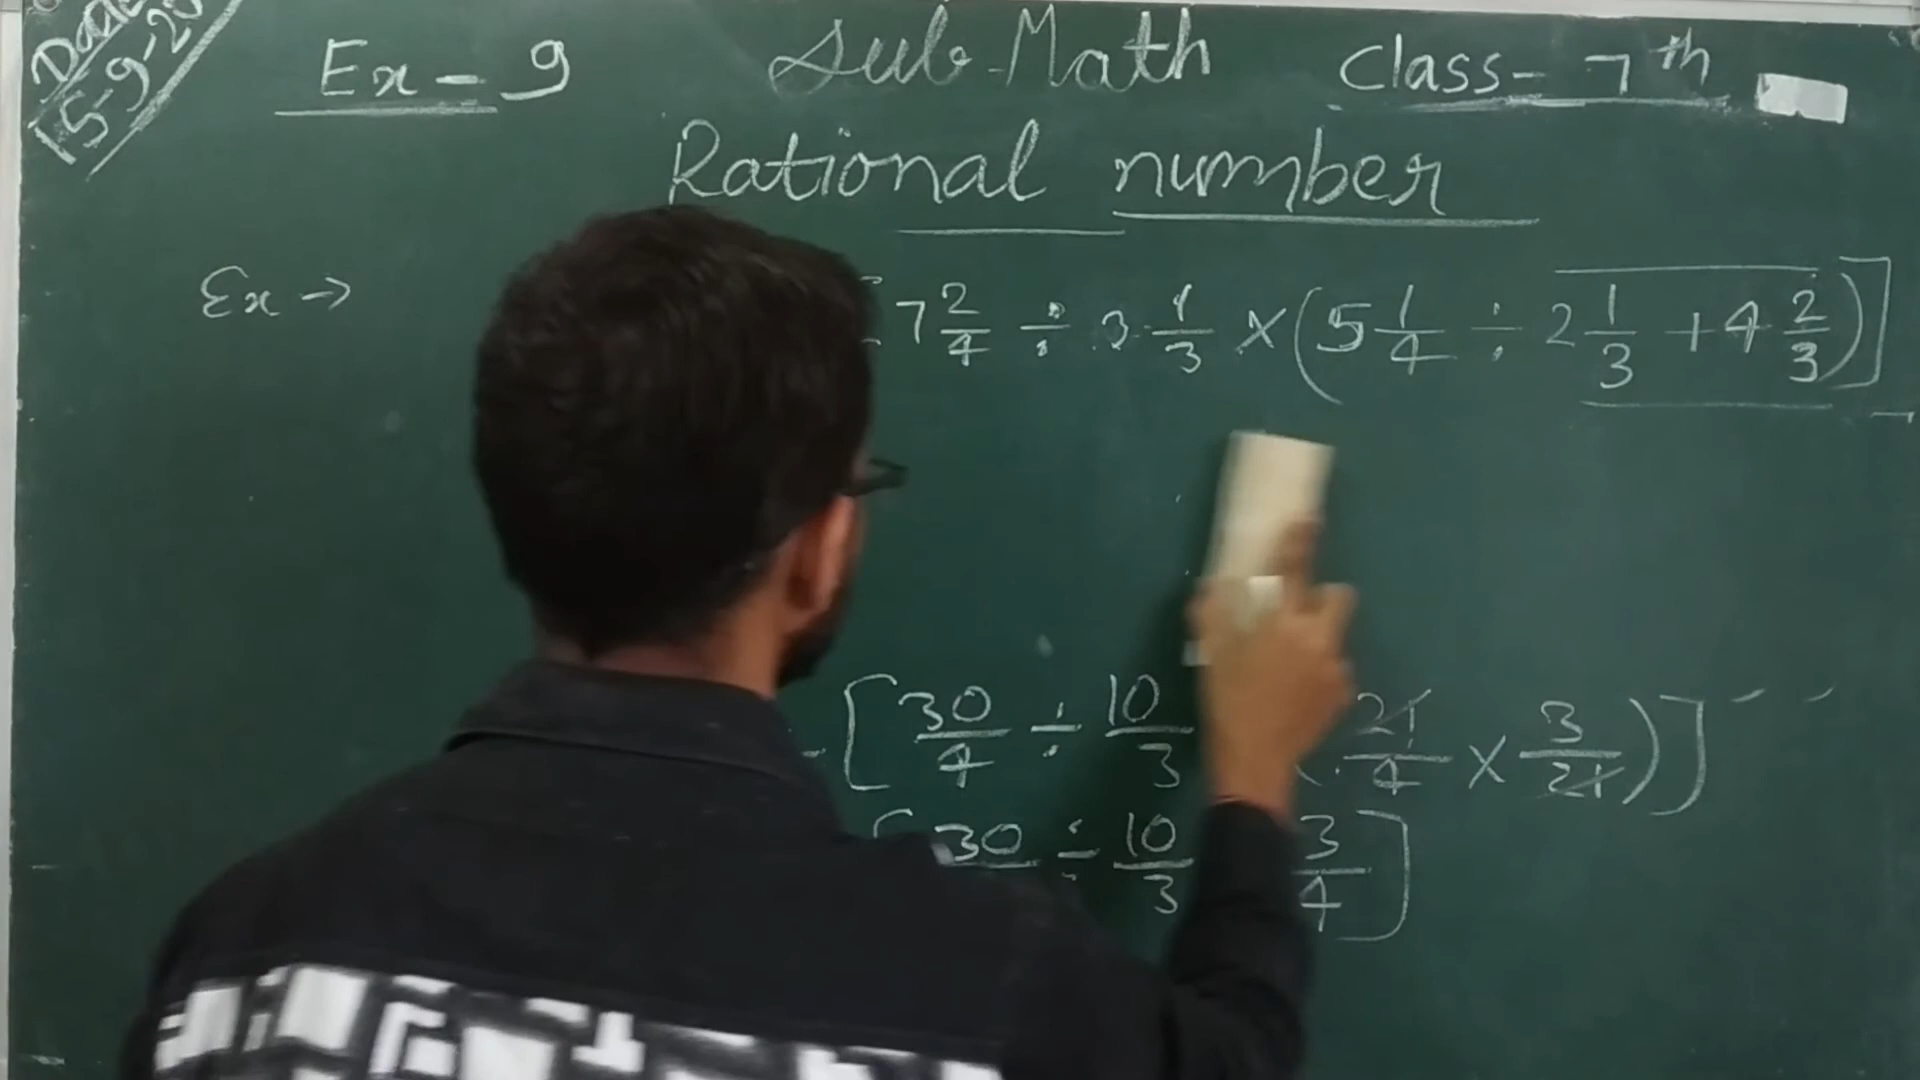 Date
15-9-20
Ex - 9
Sub-Math
Class - 7th
Rational number
Ex → [7 2/4 ÷ 3 1/3 × (5 1/4 ÷ 2 1/3 + 4 2/3)]
[30/4 ÷ 10/3 (21/4 × 3/21)]
[30 ÷ 10/3 3/4]